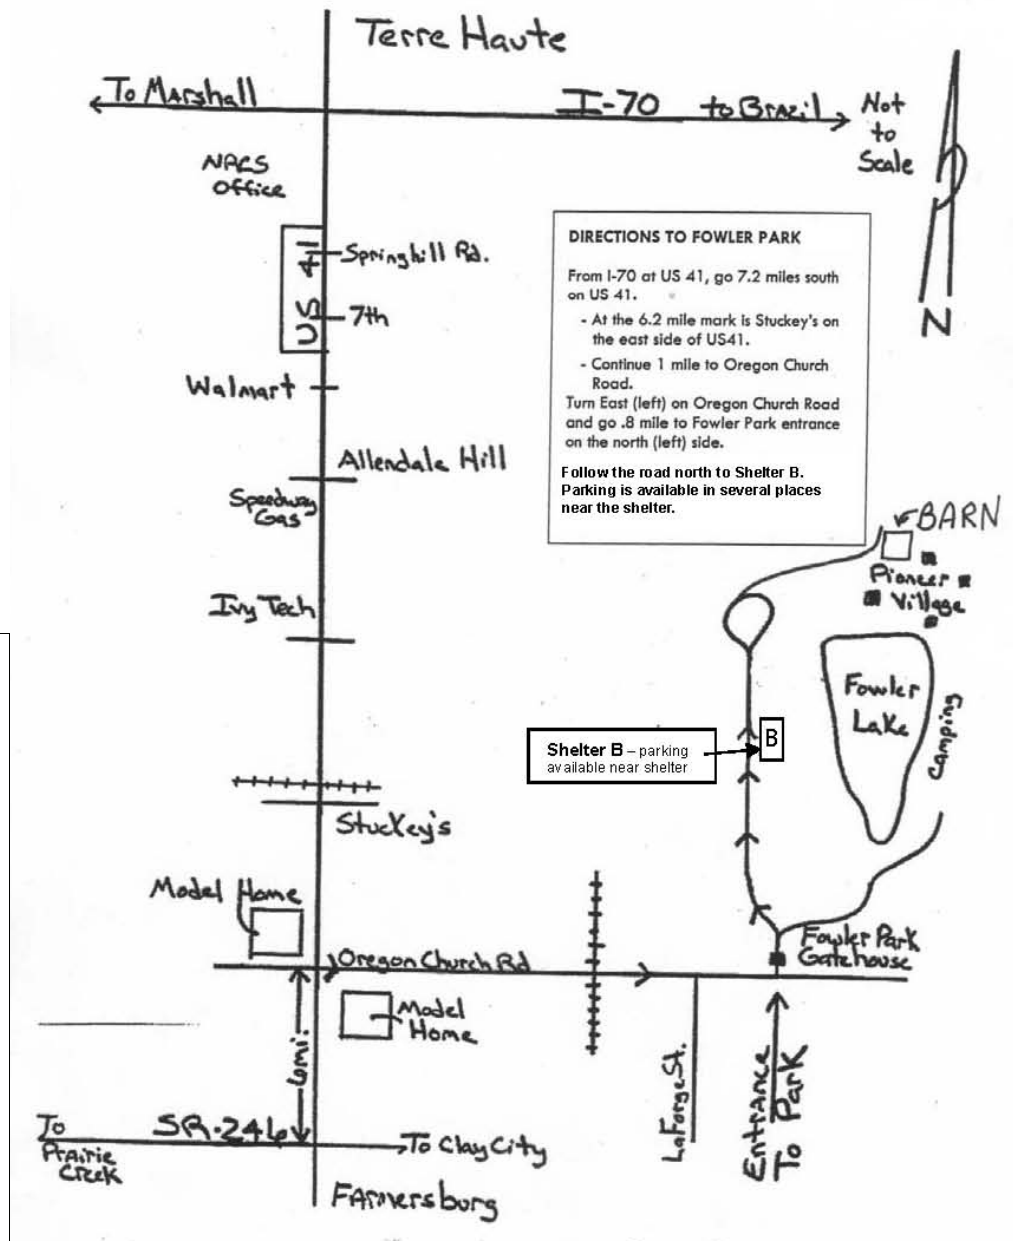 Terre Haute
To Marshall
I-70
to Brazil
Not
to
Scale
NRCS
Office
US 41
Springhill Rd.
7th
Walmart
Allendale Hill
Speedway
Gas
Ivy Tech
N
DIRECTIONS TO FOWLER PARK
From I-70 at US 41, go 7.2 miles south
on US 41.
- At the 6.2 mile mark is Stuckey's on
the east side of US41.
- Continue 1 mile to Oregon Church
Road.
Turn East (left) on Oregon Church Road
and go .8 mile to Fowler Park entrance
on the north (left) side.
Follow the road north to Shelter B.
Parking is available in several places
near the shelter.
BARN
Pioneer
Village
Fowler
Lake
Camping
B
Shelter B – parking
available near shelter
Stuckey's
Model Home
Oregon Church Rd
Fowler Park
Gatehouse
Model
Home
6mi.
LaForge St.
Entrance
To Park
To
Prairie
Creek
SR-246
To Clay City
Farmersburg